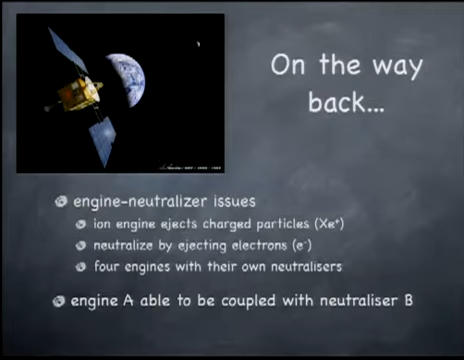 On the way
back...
engine-neutralizer issues
ion engine ejects charged particles (Xe⁺)
neutralize by ejecting electrons (e⁻)
four engines with their own neutralisers
engine A able to be coupled with neutraliser B